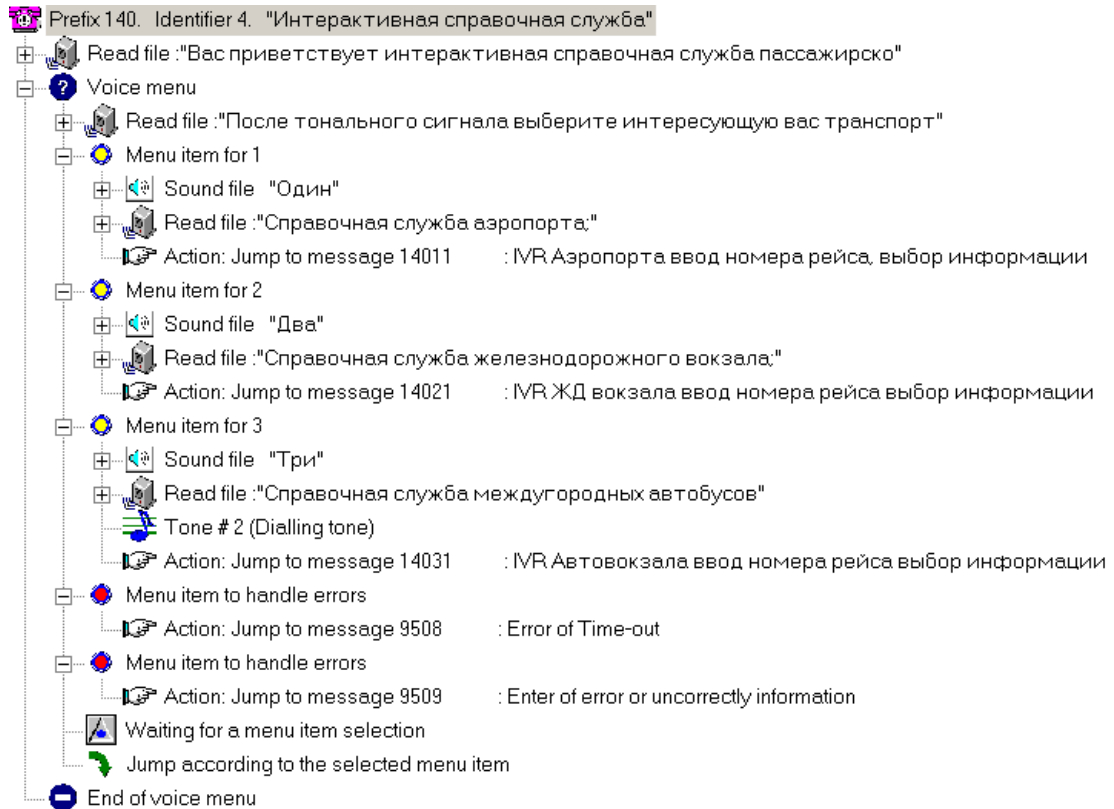 Prefix 140. Identifier 4. "Интерактивная справочная служба"
Read file :"Вас приветствует интерактивная справочная служба пассажирско"
Voice menu
Read file :"После тонального сигнала выберите интересующую вас транспорт"
Menu item for 1
Sound file "Один"
Read file :"Справочная служба аэропорта;"
Action: Jump to message 14011 : IVR Аэропорта ввод номера рейса, выбор информации
Menu item for 2
Sound file "Два"
Read file :"Справочная служба железнодорожного вокзала;"
Action: Jump to message 14021 : IVR ЖД вокзала ввод номера рейса выбор информации
Menu item for 3
Sound file "Три"
Read file :"Справочная служба междугородных автобусов"
Tone # 2 (Dialling tone)
Action: Jump to message 14031 : IVR Автовокзала ввод номера рейса выбор информации
Menu item to handle errors
Action: Jump to message 9508 : Error of Time-out
Menu item to handle errors
Action: Jump to message 9509 : Enter of error or uncorrectly information
Waiting for a menu item selection
Jump according to the selected menu item
End of voice menu